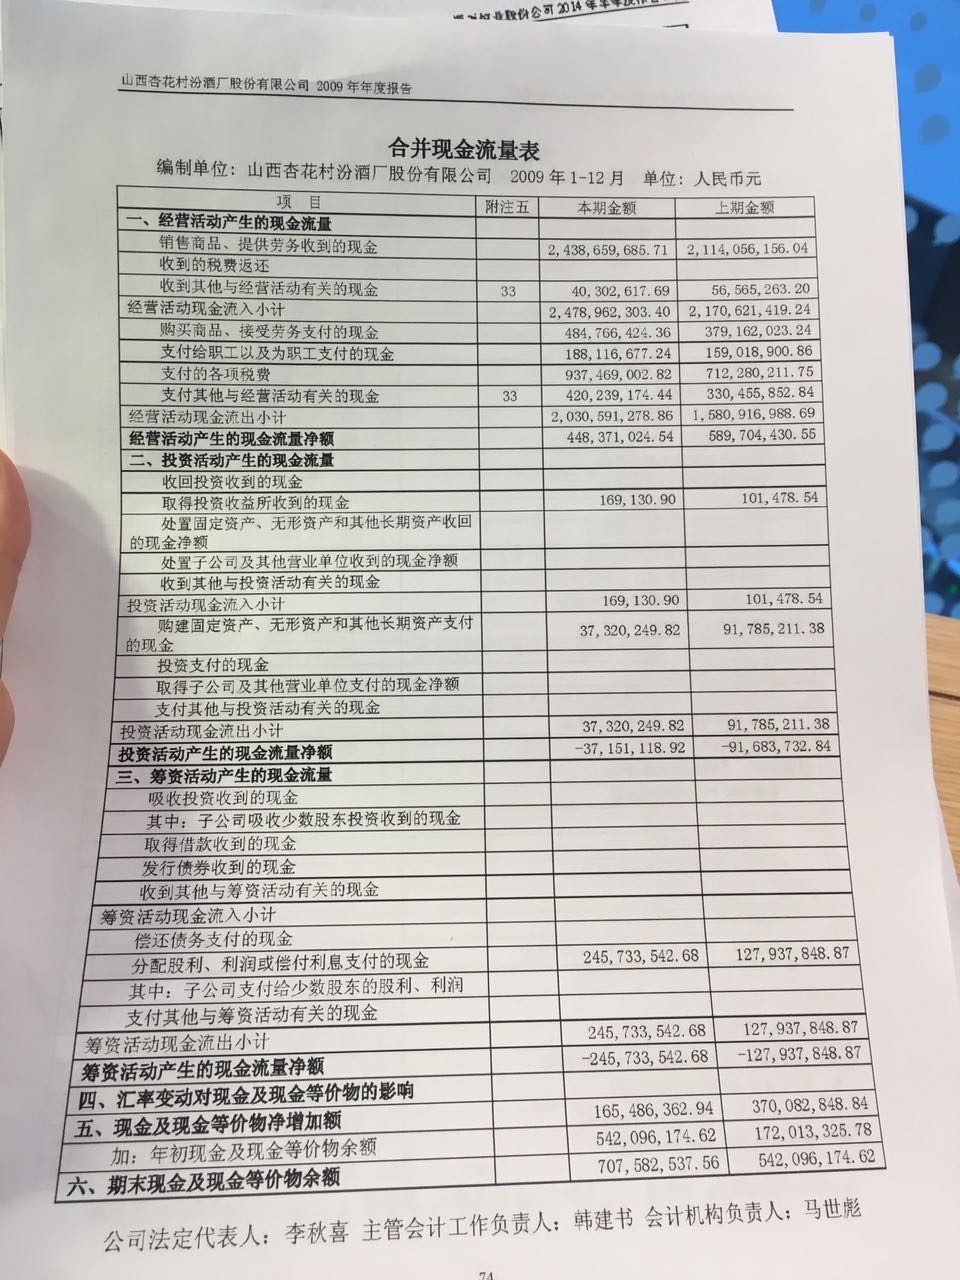 公司2014年半年度报告
山西杏花村汾酒厂股份有限公司 2009 年年度报告
合并现金流量表
编制单位：山西杏花村汾酒厂股份有限公司 2009 年 1-12 月 单位：人民币元
项 目 附注五 本期金额 上期金额
一、经营活动产生的现金流量
销售商品、提供劳务收到的现金 2,438,659,685.71 2,114,056,156.04
收到的税费返还
收到其他与经营活动有关的现金 33 40,302,617.69 56,565,263.20
经营活动现金流入小计 2,478,962,303.40 2,170,621,419.24
购买商品、接受劳务支付的现金 484,766,424.36 379,162,023.24
支付给职工以及为职工支付的现金 188,116,677.24 159,018,900.86
支付的各项税费 937,469,002.82 712,280,211.75
支付其他与经营活动有关的现金 33 420,239,174.44 330,455,852.84
经营活动现金流出小计 2,030,591,278.86 1,580,916,988.69
经营活动产生的现金流量净额 448,371,024.54 589,704,430.55
二、投资活动产生的现金流量
收回投资收到的现金
取得投资收益所收到的现金 169,130.90 101,478.54
处置固定资产、无形资产和其他长期资产收回
的现金净额
处置子公司及其他营业单位收到的现金净额
收到其他与投资活动有关的现金
投资活动现金流入小计 169,130.90 101,478.54
购建固定资产、无形资产和其他长期资产支付
的现金 37,320,249.82 91,785,211.38
投资支付的现金
取得子公司及其他营业单位支付的现金净额
支付其他与投资活动有关的现金
投资活动现金流出小计 37,320,249.82 91,785,211.38
投资活动产生的现金流量净额 -37,151,118.92 -91,683,732.84
三、筹资活动产生的现金流量
吸收投资收到的现金
其中：子公司吸收少数股东投资收到的现金
取得借款收到的现金
发行债券收到的现金
收到其他与筹资活动有关的现金
筹资活动现金流入小计
偿还债务支付的现金
分配股利、利润或偿付利息支付的现金 245,733,542.68 127,937,848.87
其中：子公司支付给少数股东的股利、利润
支付其他与筹资活动有关的现金
筹资活动现金流出小计 245,733,542.68 127,937,848.87
筹资活动产生的现金流量净额 -245,733,542.68 -127,937,848.87
四、汇率变动对现金及现金等价物的影响
五、现金及现金等价物净增加额 165,486,362.94 370,082,848.84
加：年初现金及现金等价物余额 542,096,174.62 172,013,325.78
六、期末现金及现金等价物余额 707,582,537.56 542,096,174.62
公司法定代表人：李秋喜 主管会计工作负责人：韩建书 会计机构负责人：马世彪
74